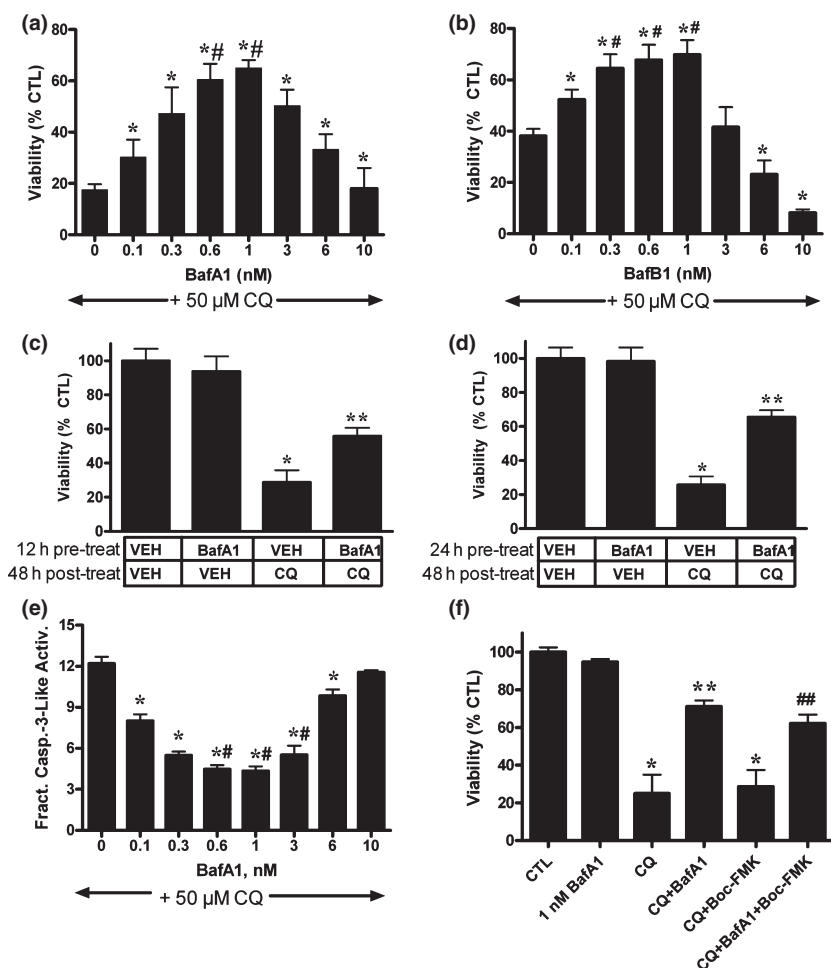 (a)
80
60
40
20
0
Viability (% CTL)
* * *# *# * * *
0 0.1 0.3 0.6 1 3 6 10
BafA1 (nM)
+ 50 µM CQ
(b)
80
60
40
20
0
Viability (% CTL)
* *# *# *# * *
0 0.1 0.3 0.6 1 3 6 10
BafB1 (nM)
+ 50 µM CQ
(c)
100
80
60
40
20
0
Viability (% CTL)
* **
12 h pre-treat VEH BafA1 VEH BafA1
48 h post-treat VEH VEH CQ CQ
(d)
100
80
60
40
20
0
Viability (% CTL)
* **
24 h pre-treat VEH BafA1 VEH BafA1
48 h post-treat VEH VEH CQ CQ
(e)
15
12
9
6
3
0
Fract. Casp.-3-Like Activ.
* * *# *# *# *
0 0.1 0.3 0.6 1 3 6 10
BafA1, nM
+ 50 µM CQ
(f)
100
80
60
40
20
0
Viability (% CTL)
* ** * ##
CTL
1 nM BafA1
CQ
CQ+BafA1
CQ+Boc-FMK
CQ+BafA1+Boc-FMK